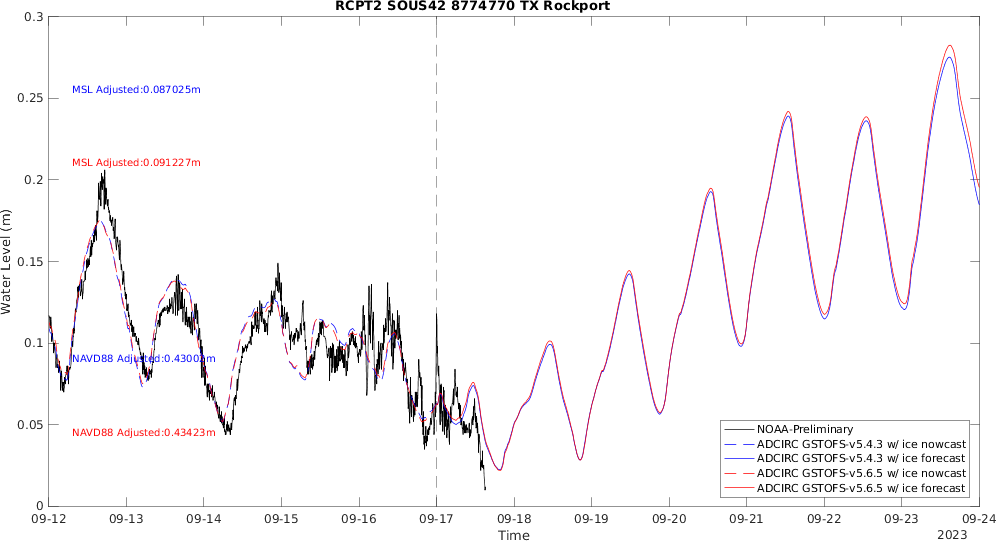 RCPT2 SOUS42 8774770 TX Rockport
0.3
0.25
0.2
0.15
0.1
0.05
0
Water Level (m)
MSL Adjusted:0.087025m
MSL Adjusted:0.091227m
NAVD88 Adjusted:0.43002m
NAVD88 Adjusted:0.43423m
NOAA-Preliminary
ADCIRC GSTOFS-v5.4.3 w/ ice nowcast
ADCIRC GSTOFS-v5.4.3 w/ ice forecast
ADCIRC GSTOFS-v5.6.5 w/ ice nowcast
ADCIRC GSTOFS-v5.6.5 w/ ice forecast
09-12 09-13 09-14 09-15 09-16 09-17 09-18 09-19 09-20 09-21 09-22 09-23 09-24
Time
2023